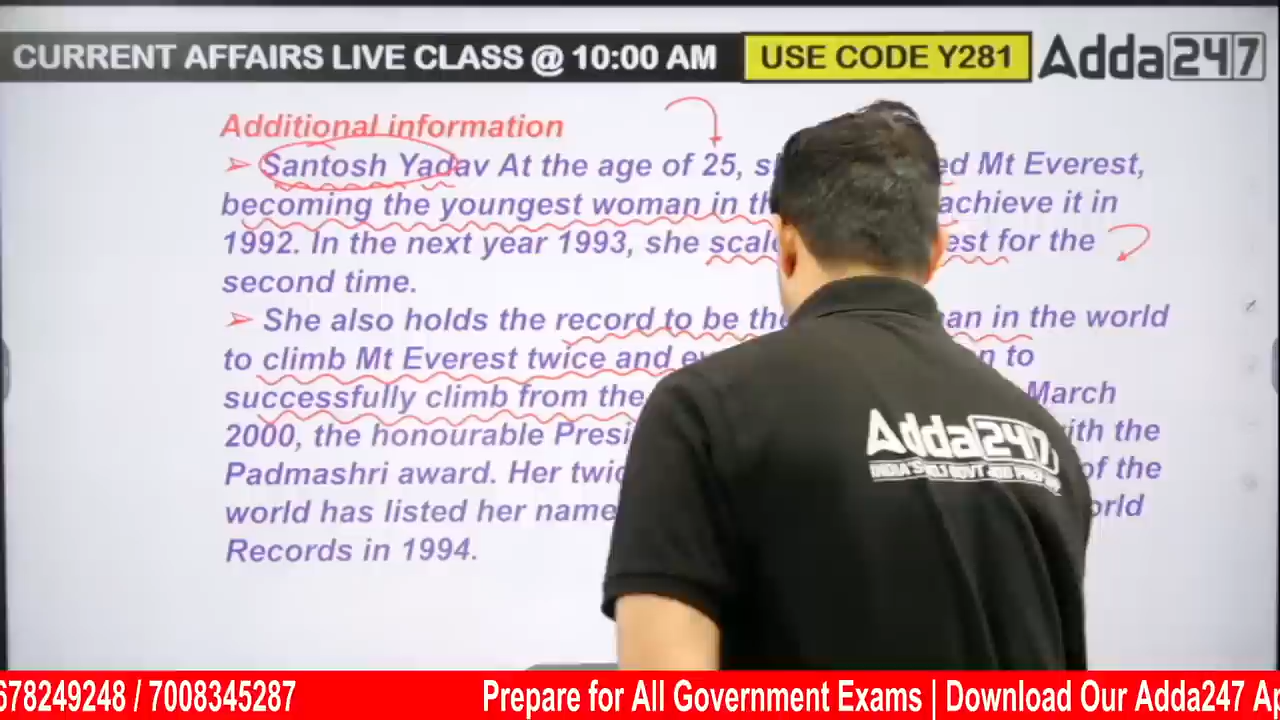 CURRENT AFFAIRS LIVE CLASS @ 10:00 AM
USE CODE Y281
Adda247
Additional information
➢ Santosh Yadav At the age of 25, s ed Mt Everest,
becoming the youngest woman in th achieve it in
1992. In the next year 1993, she scal est for the
second time.
➢ She also holds the record to be the an in the world
to climb Mt Everest twice and e n to
successfully climb from the March
2000, the honourable Presi ith the
Padmashri award. Her twic of the
world has listed her name orld
Records in 1994.
Adda247
678249248 / 7008345287
Prepare for All Government Exams | Download Our Adda247 Ap